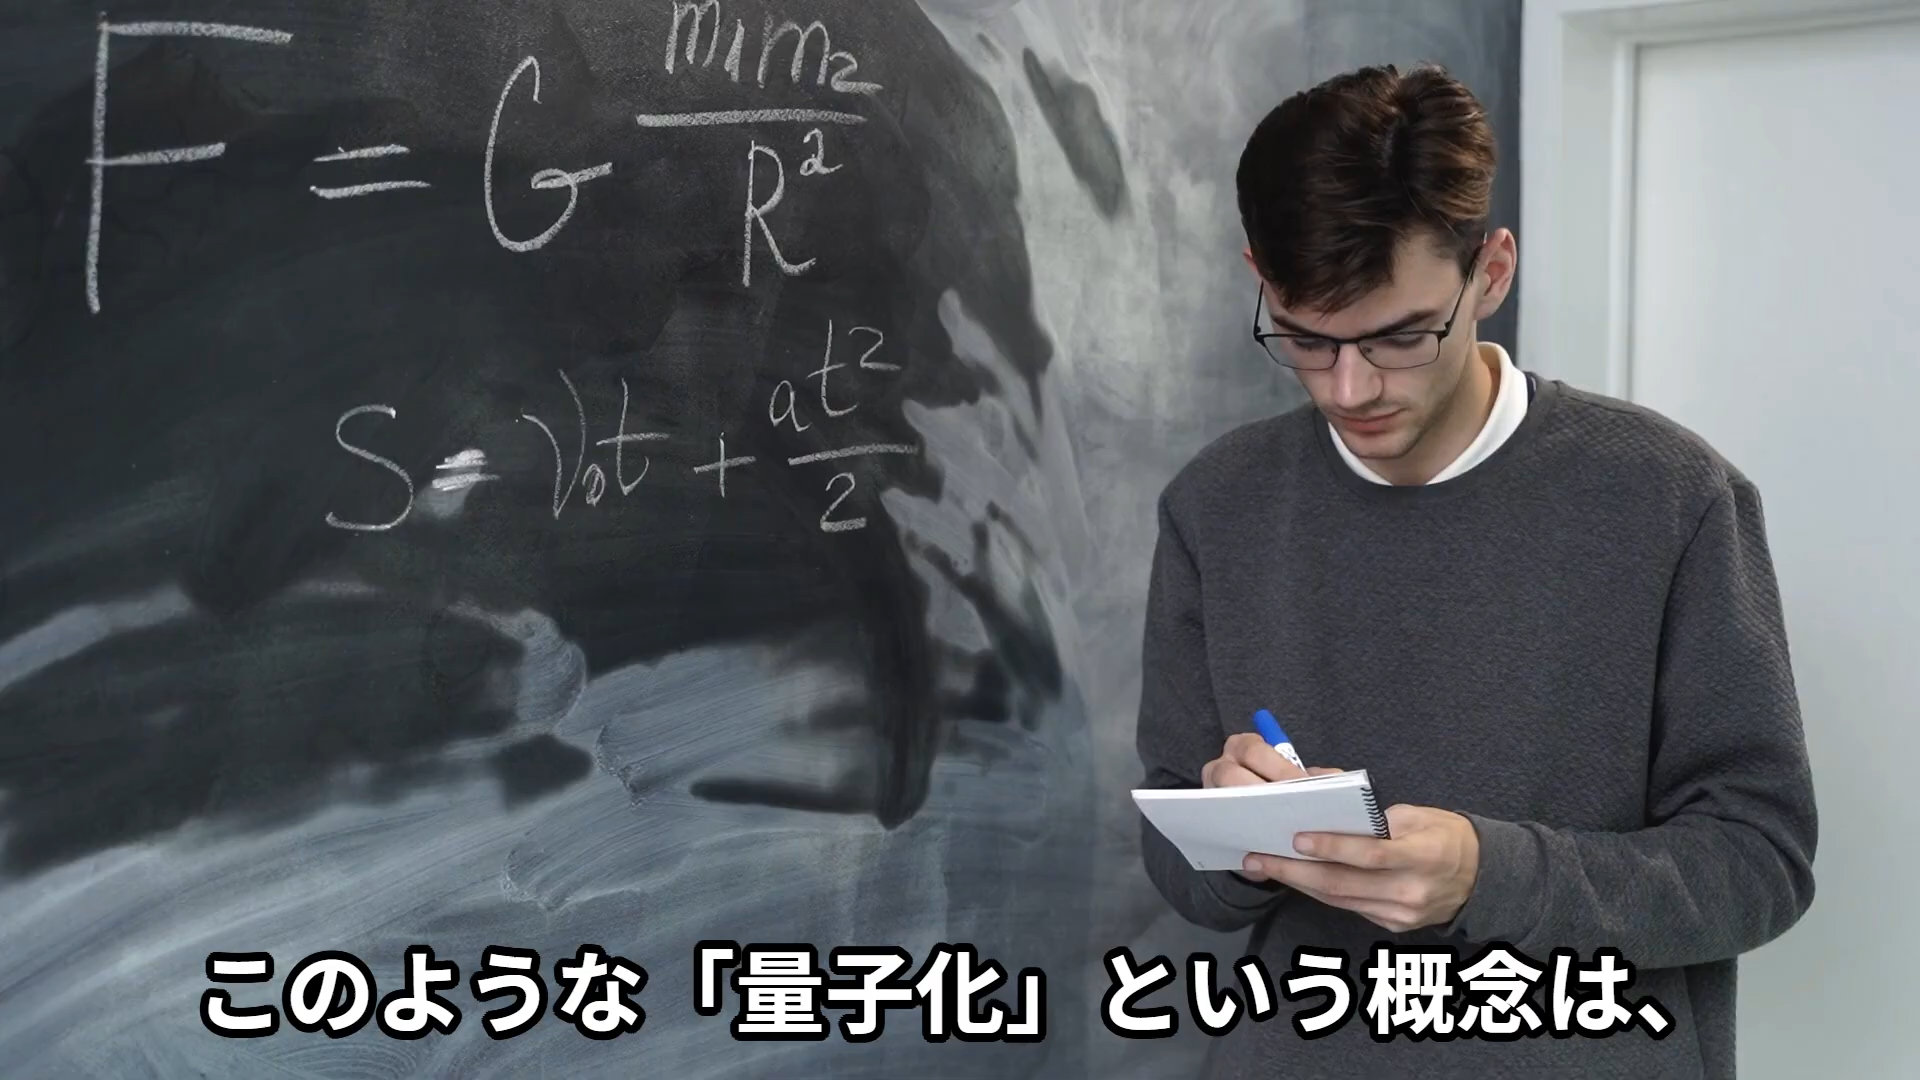 F = G m₁m₂ / R²
S = V₀t + at² / 2
このような「量子化」という概念は、